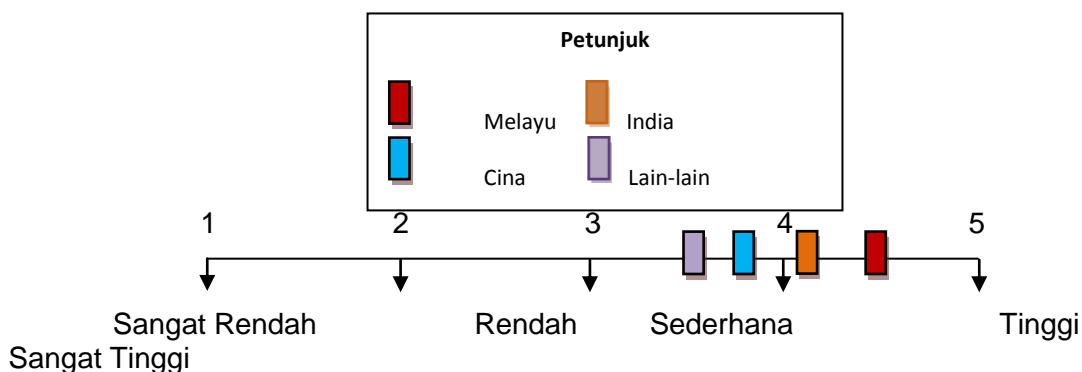 Petunjuk
Melayu India
Cina Lain-lain
1 2 3 4 5
Sangat Rendah Rendah Sederhana Tinggi
Sangat Tinggi